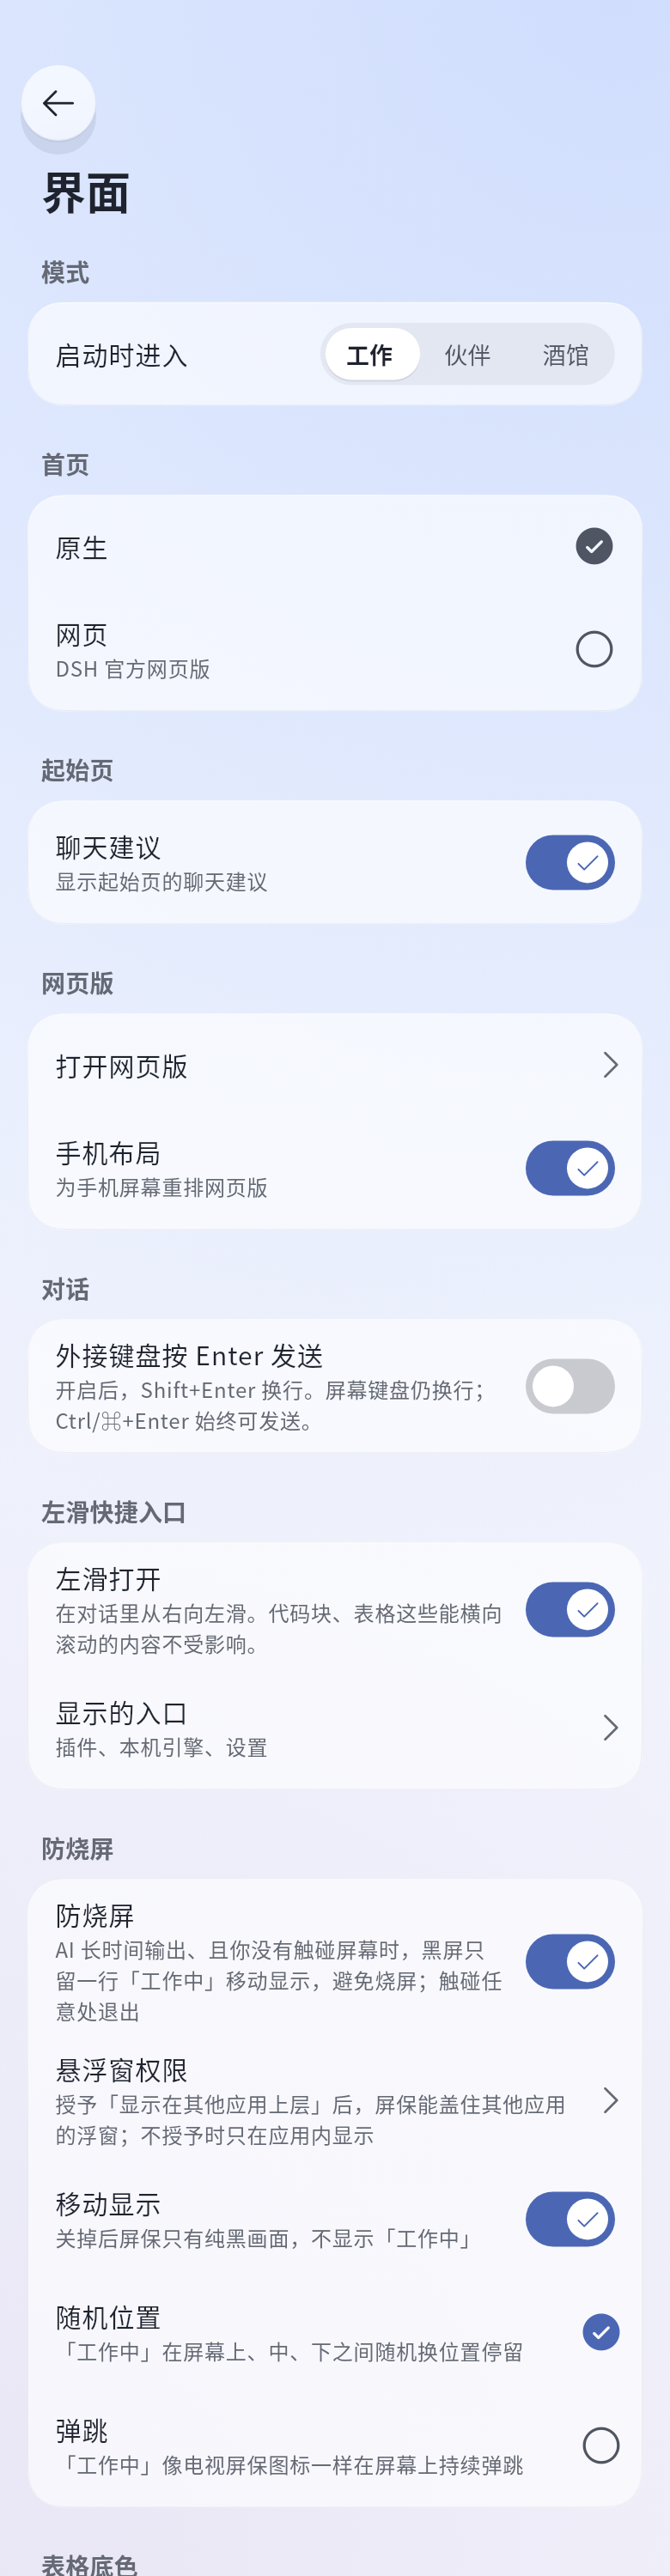 界面
模式
启动时进入
工作
伙伴
酒馆
首页
原生
网页
DSH 官方网页版
起始页
聊天建议
显示起始页的聊天建议
网页版
打开网页版
手机布局
为手机屏幕重排网页版
对话
外接键盘按 Enter 发送
开启后，Shift+Enter 换行。屏幕键盘仍换行；
Ctrl/⌘+Enter 始终可发送。
左滑快捷入口
左滑打开
在对话里从右向左滑。代码块、表格这些能横向
滚动的内容不受影响。
显示的入口
插件、本机引擎、设置
防烧屏
防烧屏
AI 长时间输出、且你没有触碰屏幕时，黑屏只
留一行「工作中」移动显示，避免烧屏；触碰任
意处退出
悬浮窗权限
授予「显示在其他应用上层」后，屏保能盖住其他应用
的浮窗；不授予时只在应用内显示
移动显示
关掉后屏保只有纯黑画面，不显示「工作中」
随机位置
「工作中」在屏幕上、中、下之间随机换位置停留
弹跳
「工作中」像电视屏保图标一样在屏幕上持续弹跳
表格底色